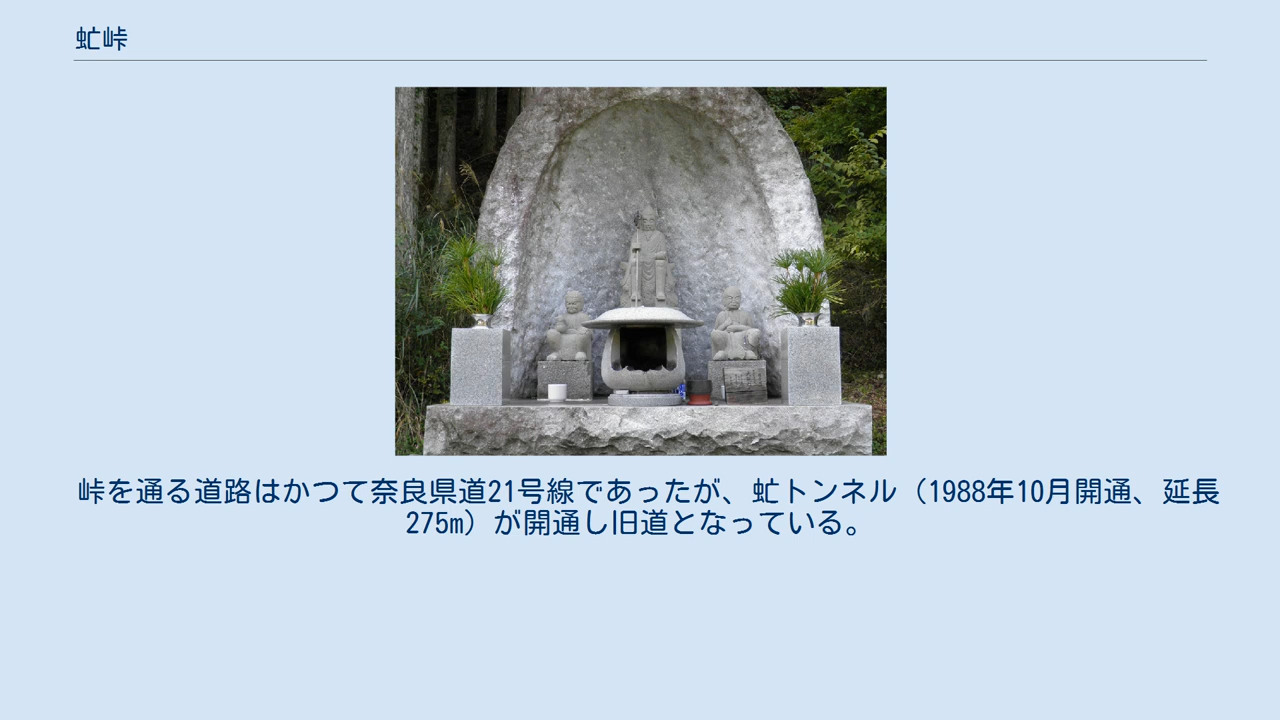 虻峠
峠を通る道路はかつて奈良県道21号線であったが、虻トンネル（1988年10月開通、延長
275m）が開通し旧道となっている。